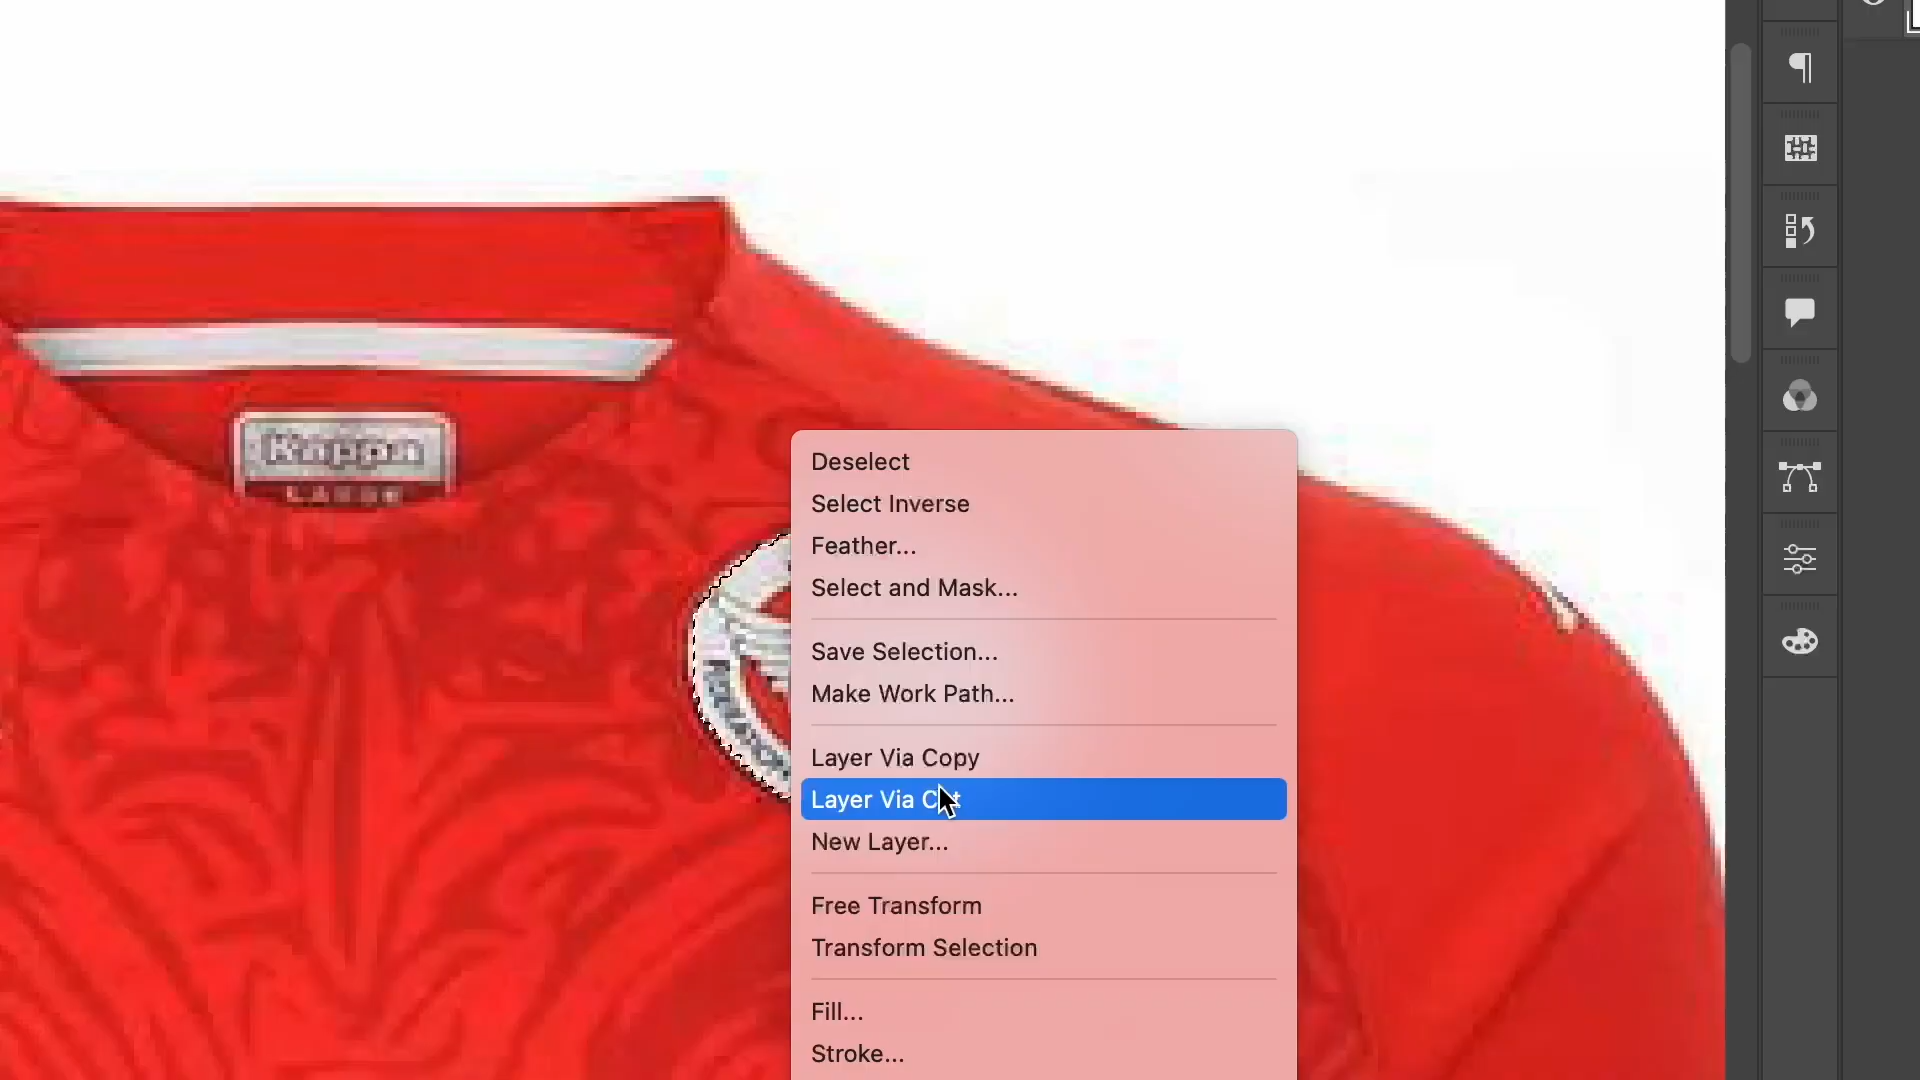 Kappa
LARGE
Deselect
Select Inverse
Feather...
Select and Mask...
Save Selection...
Make Work Path...
Layer Via Copy
Layer Via Cut
New Layer...
Free Transform
Transform Selection
Fill...
Stroke...